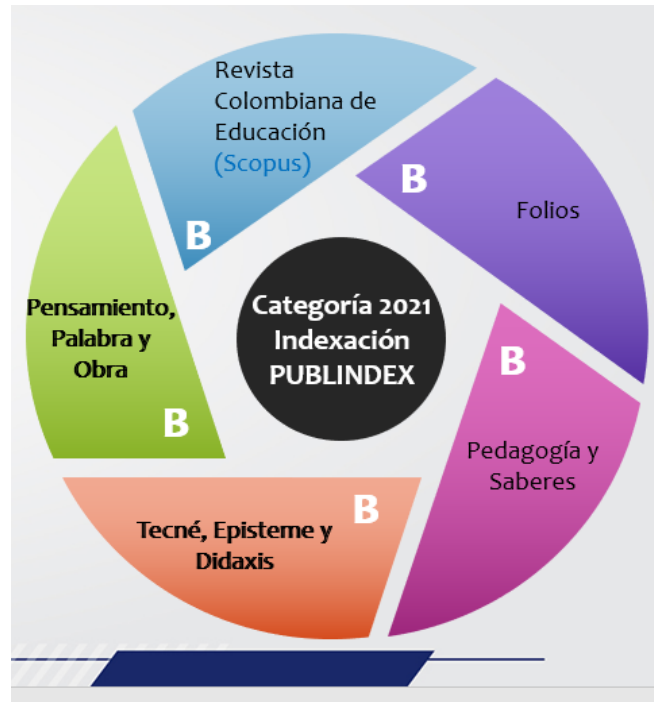 Revista
Colombiana de
Educación
(Scopus)
B
B
Folios
B
Pedagogía y
Saberes
B
Tecné, Episteme y
Didaxis
Pensamiento,
Palabra y
Obra
B
Categoría 2021
Indexación
PUBLINDEX